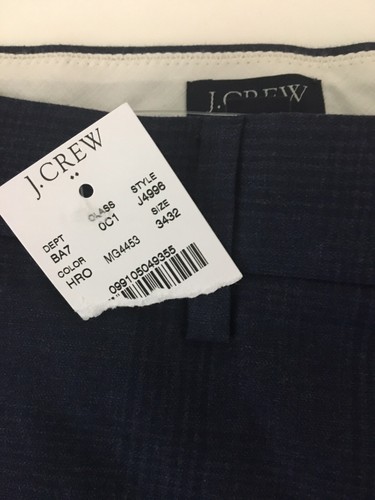 J.CREW
J.CREW
DEPT
BA7
CLASS
0C1
STYLE
J4996
COLOR
HRO
MG4453
SIZE
3432
099105049355